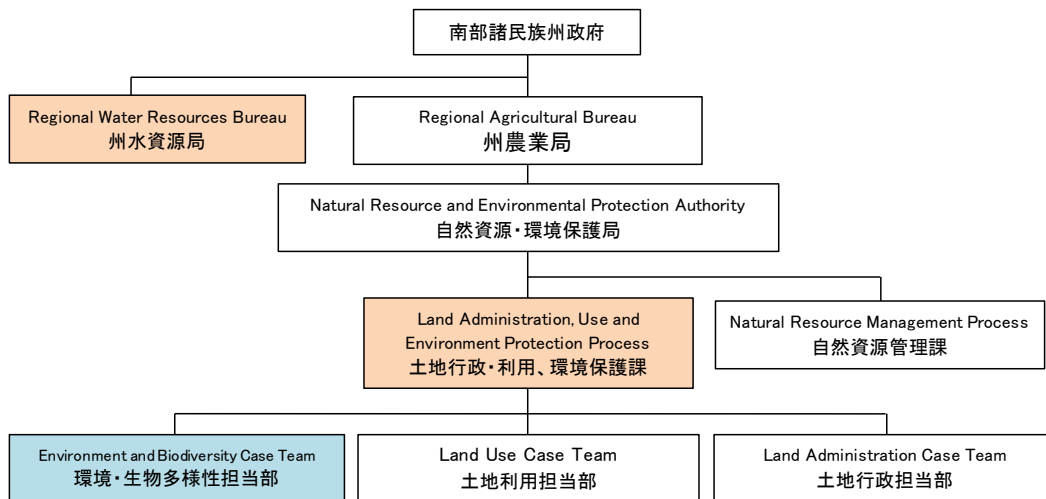 南部諸民族州政府
Regional Water Resources Bureau
州水資源局
Regional Agricultural Bureau
州農業局
Natural Resource and Environmental Protection Authority
自然資源・環境保護局
Land Administration, Use and
Environment Protection Process
土地行政・利用、環境保護課
Natural Resource Management Process
自然資源管理課
Environment and Biodiversity Case Team
環境・生物多様性担当部
Land Use Case Team
土地利用担当部
Land Administration Case Team
土地行政担当部